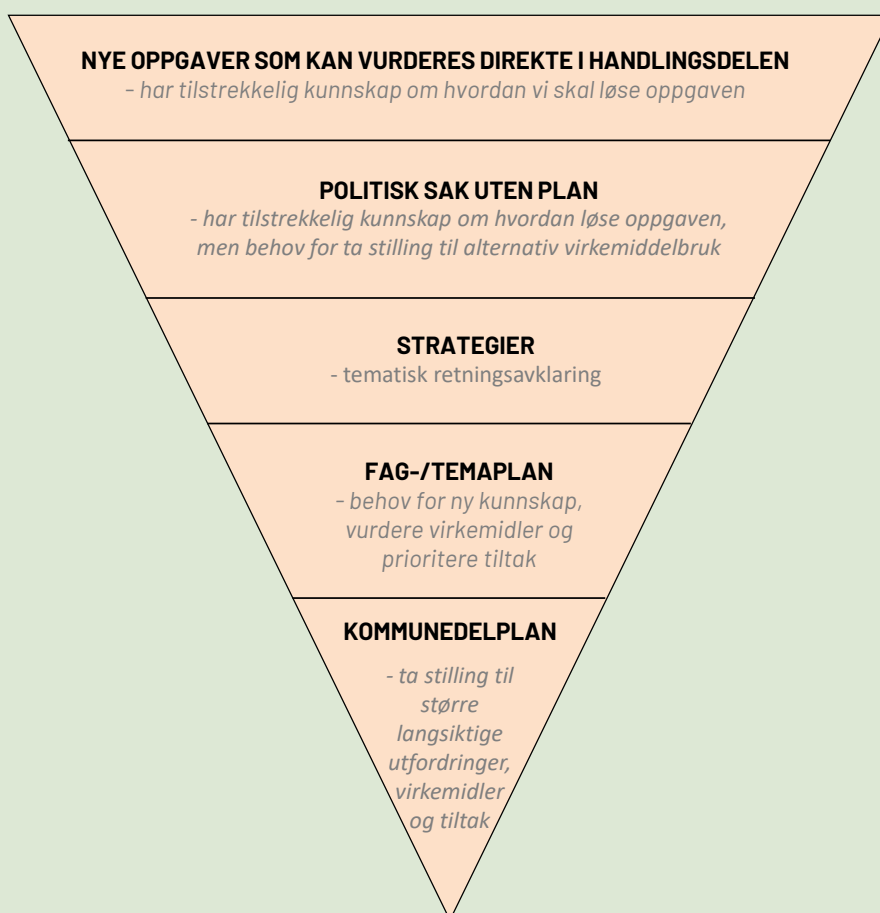 NYE OPPGAVER SOM KAN VURDERES DIREKTE I HANDLINGSDELEN
- har tilstrekkelig kunnskap om hvordan vi skal løse oppgaven
POLITISK SAK UTEN PLAN
- har tilstrekkelig kunnskap om hvordan løse oppgaven,
men behov for ta stilling til alternativ virkemiddelbruk
STRATEGIER
- tematisk retningsavklaring
FAG-/TEMAPLAN
- behov for ny kunnskap,
vurdere virkemidler og
prioritere tiltak
KOMMUNEDELPLAN
- ta stilling til
større
langsiktige
utfordringer,
virkemidler
og tiltak